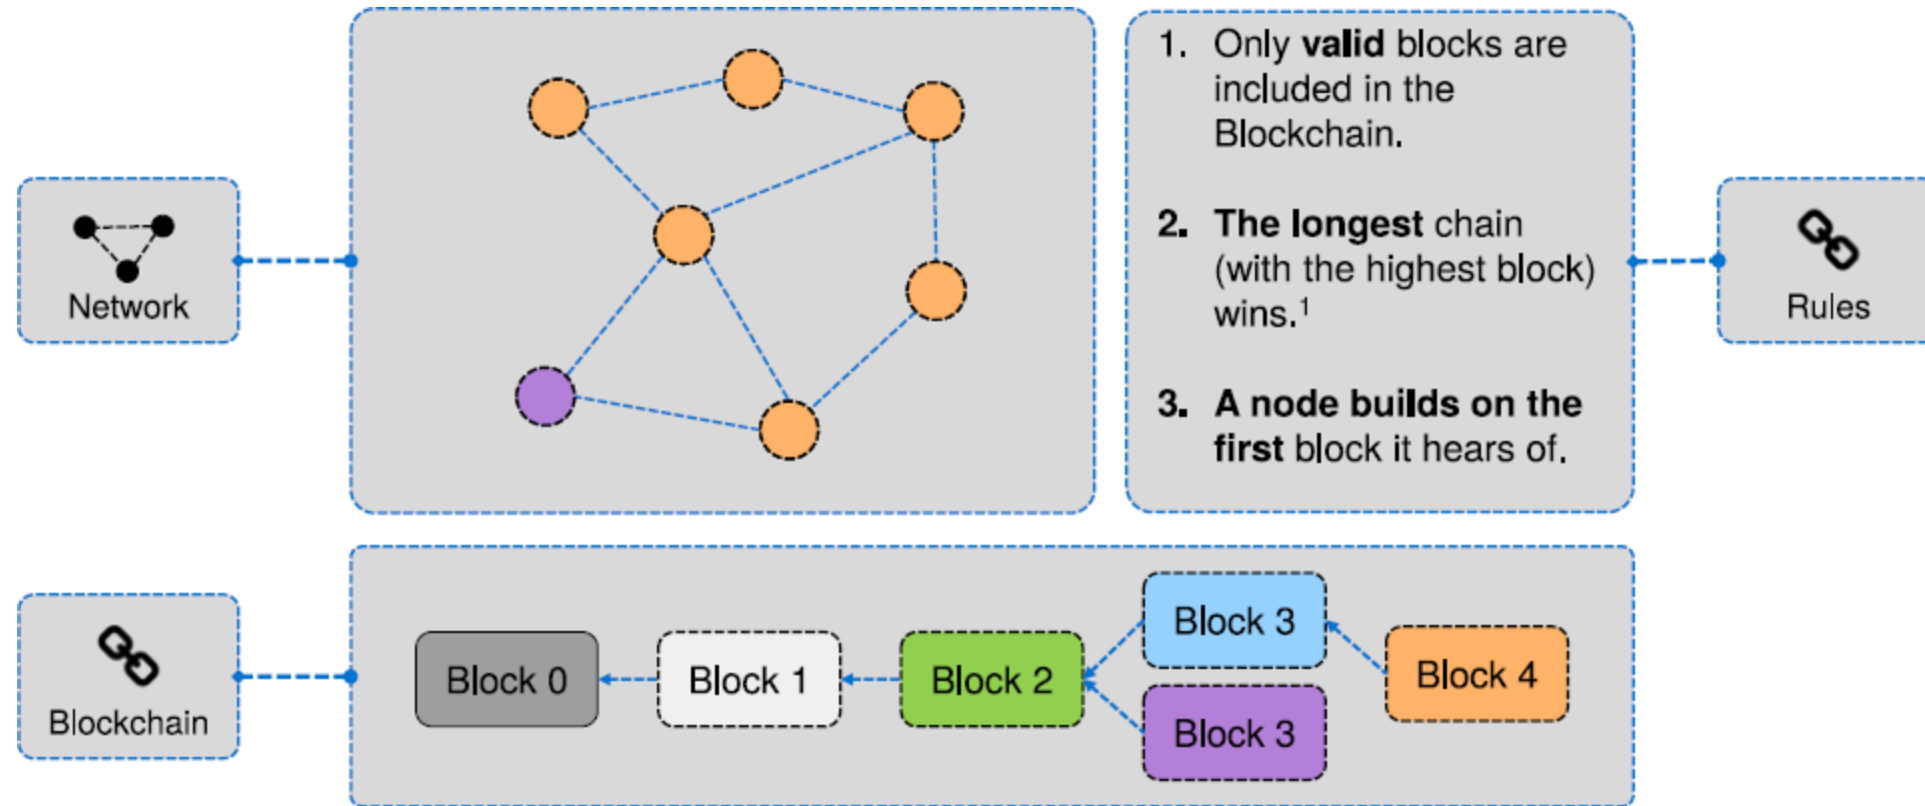 Network
1. Only valid blocks are
included in the
Blockchain.
2. The longest chain
(with the highest block)
wins.¹
3. A node builds on the
first block it hears of.
Rules
Blockchain
Block 0
Block 1
Block 2
Block 3
Block 3
Block 4